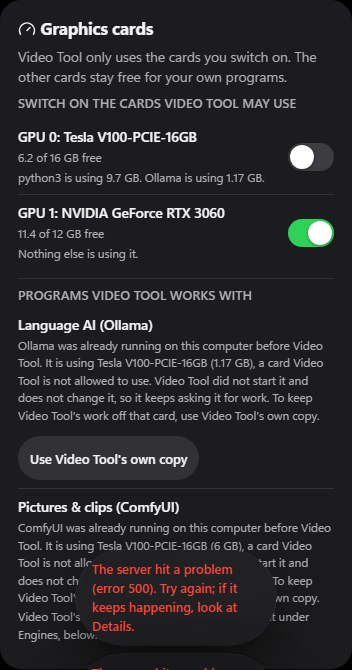 Graphics cards
Video Tool only uses the cards you switch on. The
other cards stay free for your own programs.
SWITCH ON THE CARDS VIDEO TOOL MAY USE
GPU 0: Tesla V100-PCIE-16GB
6.2 of 16 GB free
python3 is using 9.7 GB. Ollama is using 1.17 GB.
GPU 1: NVIDIA GeForce RTX 3060
11.4 of 12 GB free
Nothing else is using it.
PROGRAMS VIDEO TOOL WORKS WITH
Language AI (Ollama)
Ollama was already running on this computer before Video
Tool. It is using Tesla V100-PCIE-16GB (1.17 GB), a card Video
Tool is not allowed to use. Video Tool did not start it and
does not change it, so it keeps asking it for work. To keep
Video Tool's work off that card, use Video Tool's own copy.
Use Video Tool's own copy
Pictures & clips (ComfyUI)
ComfyUI was already running on this computer before Video
Tool. It is using Tesla V100-PCIE-16GB (6 GB), a card Video
Tool is not start it and
does not To keep
Video own copy.
Video Tool's under
Engines, below.
The server hit a problem
(error 500). Try again; if it
keeps happening, look at
Details.